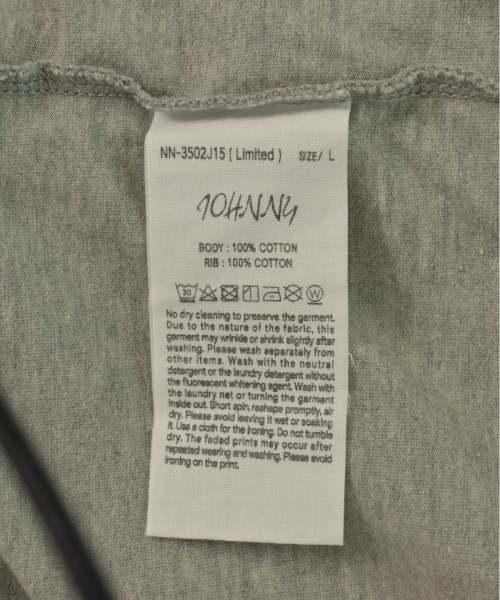 NN-3502J15 ( Limited ) SIZE/ L
JOHNNY
BODY : 100% COTTON
RIB : 100% COTTON
30 W
No dry cleaning to preserve the garment.
Due to the nature of the fabric, this
garment may wrinkle or shrink slightly after
washing. Please wash separately from
other items. Wash with the neutral
detergent or the laundry detergent without
the fluorescent whitening agent. Wash with
the laundry net or turning the garment
inside out. Short spin, reshape promptly, air
dry. Please avoid leaving it wet or soaking
it. Use a cloth for the ironing. Do not tumble
dry. The faded prints may occur after
repeated wearing and washing. Please avoid
ironing on the print.